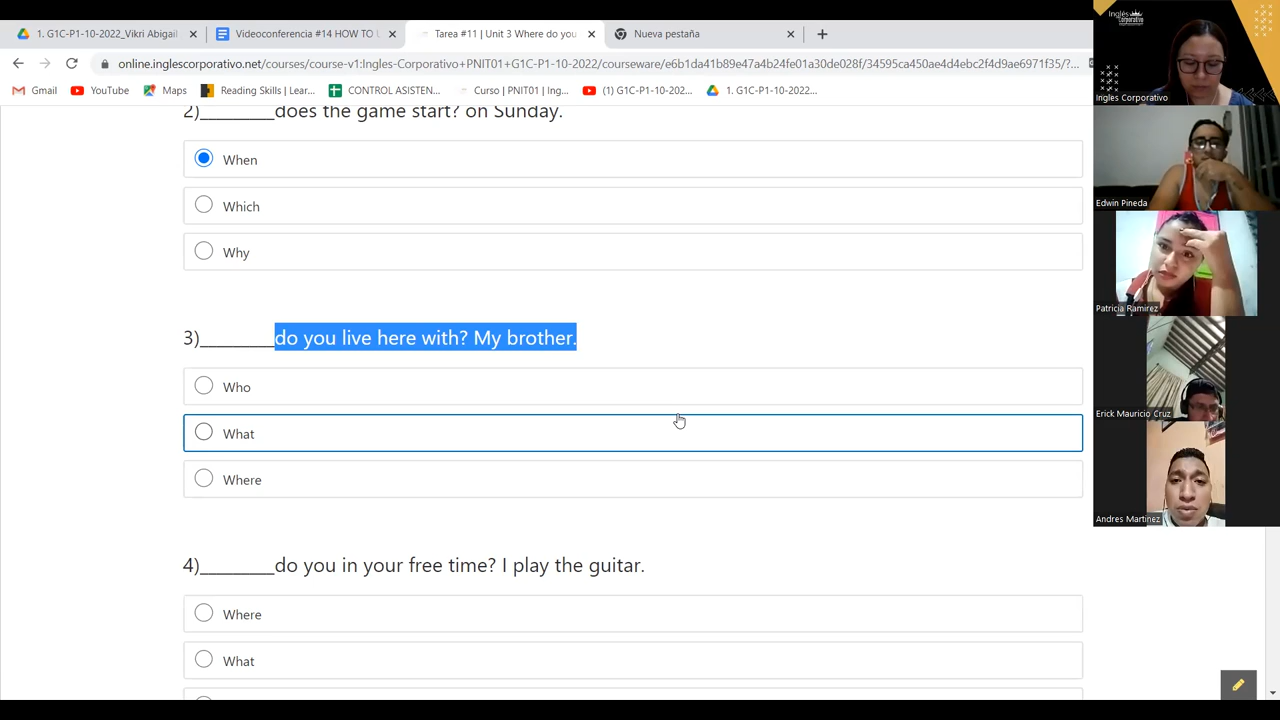 1. G1C-P1-10-2022_Vikri Abigail
Videoconferencia #14 HOW TO U
Tarea #11 | Unit 3 Where do you
Nueva pestaña
online.inglescorporativo.net/courses/course-v1:Ingles-Corporativo+PNIT01+G1C-P1-10-2022/courseware/e6b1da41b89e47a4b24fe01a30de028f/34595ca450ae4d4ebc2f4d9ae6971f35/?...
Gmail
YouTube
Maps
Reading Skills | Lear...
CONTROL ASISTEN...
Curso | PNIT01 | Ing...
(1) G1C-P1-10-202...
1. G1C-P1-10-2022...
2)_________does the game start? on Sunday.
When
Which
Why
3)_________do you live here with? My brother.
Who
What
Where
4)_________do you in your free time? I play the guitar.
Where
What
Inglés
Corporativo
Ingles Corporativo
Edwin Pineda
Patricia Ramirez
Erick Mauricio Cruz
Andres Martinez